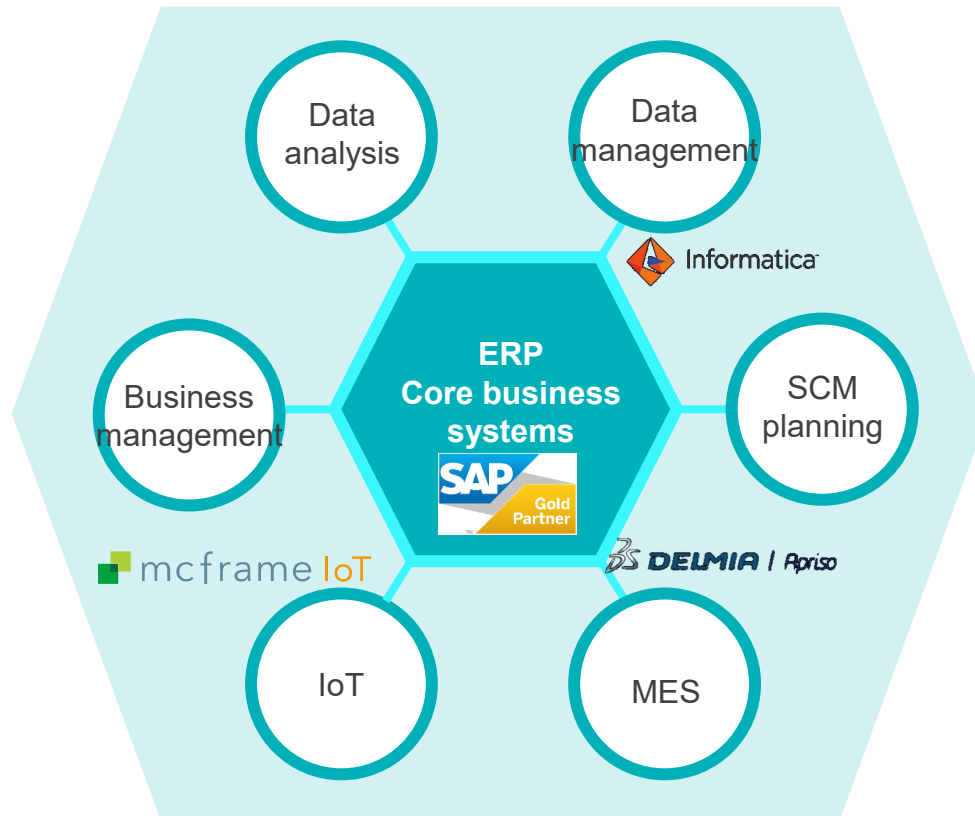 Data
analysis
Data
management
Informatica
ERP
Core business
systems
SAP
Gold
Partner
TM
Business
management
SCM
planning
mcframe IoT
DELMIA | Apriso
IoT
MES